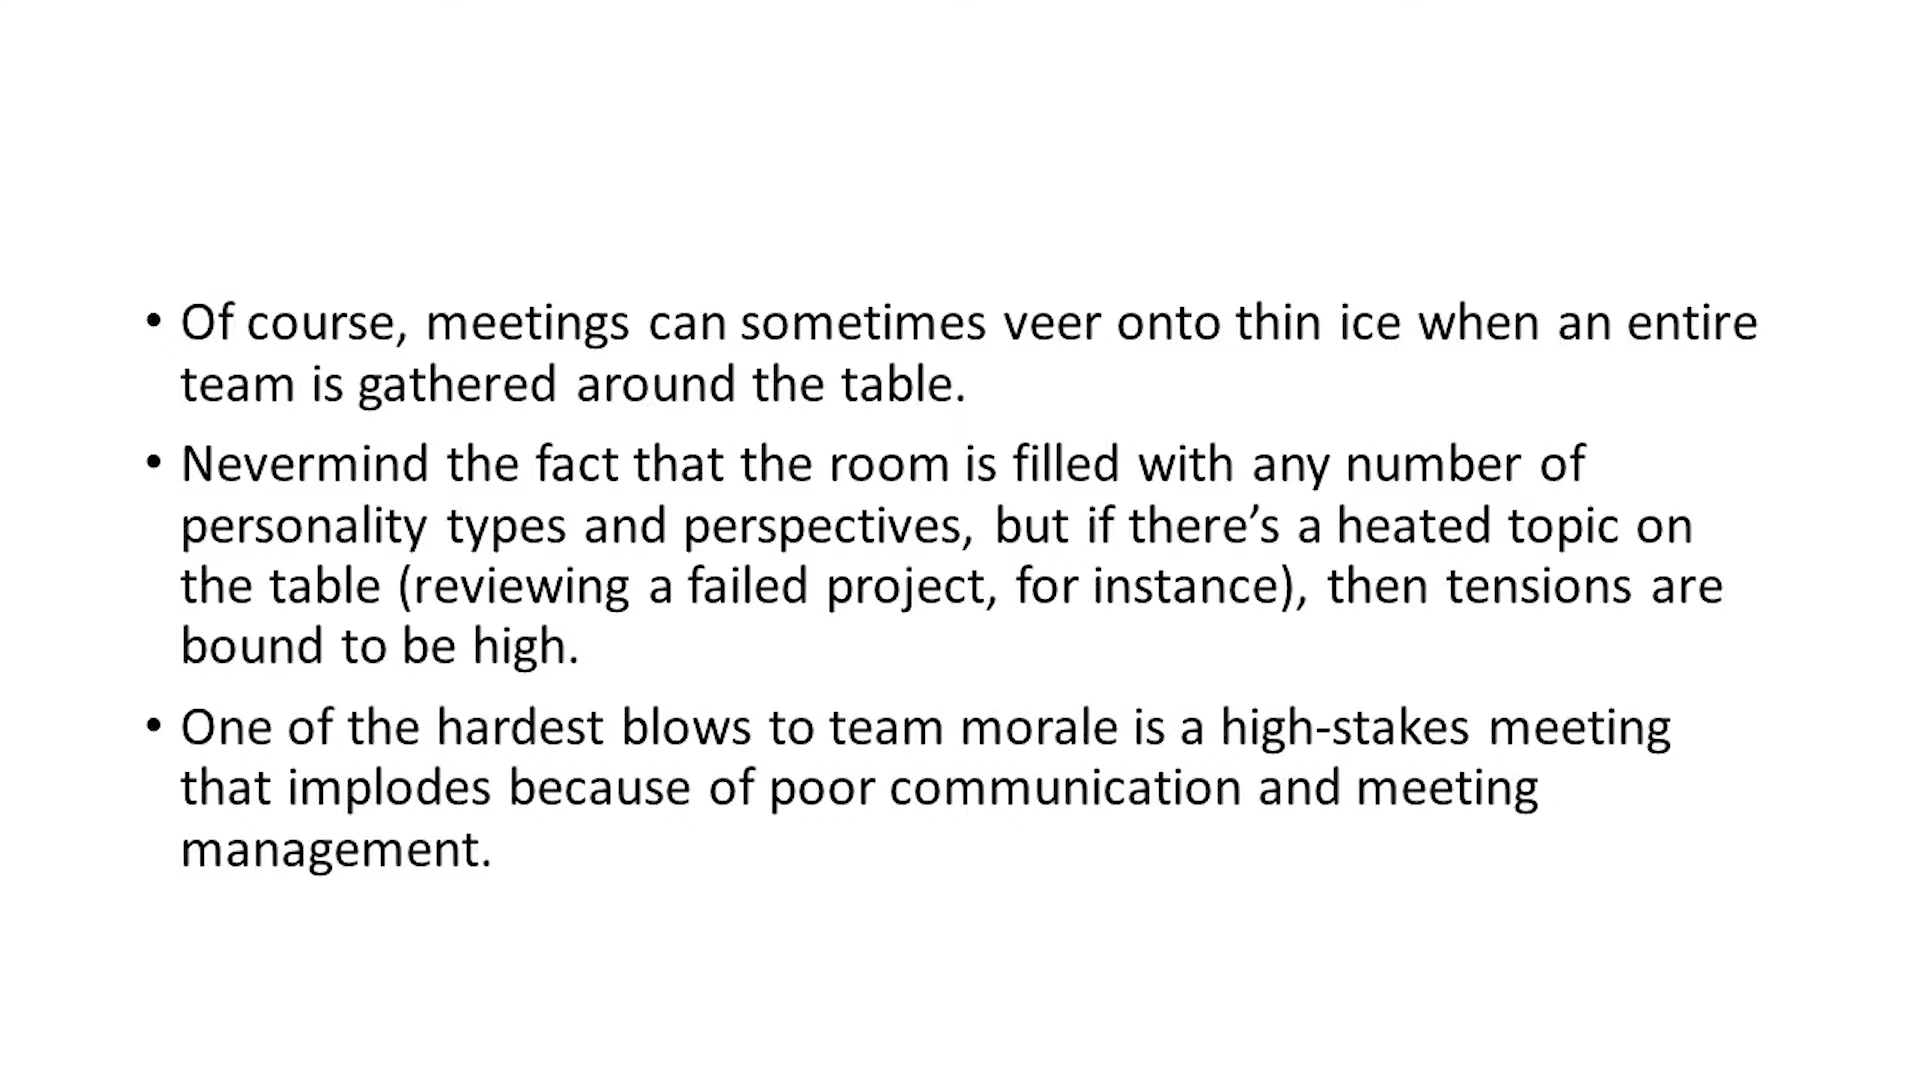 • Of course, meetings can sometimes veer onto thin ice when an entire
team is gathered around the table.
• Nevermind the fact that the room is filled with any number of
personality types and perspectives, but if there’s a heated topic on
the table (reviewing a failed project, for instance), then tensions are
bound to be high.
• One of the hardest blows to team morale is a high-stakes meeting
that implodes because of poor communication and meeting
management.